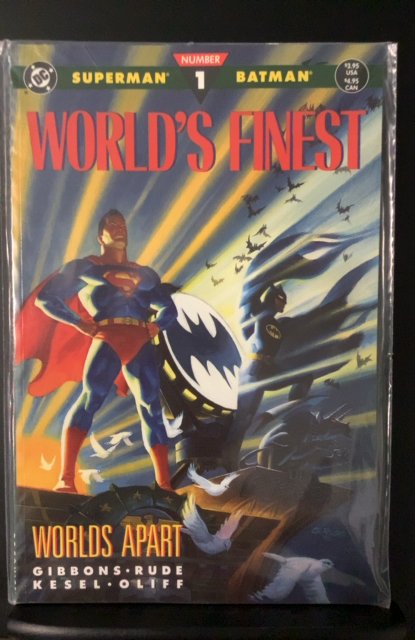 DC
SUPERMAN NUMBER 1 BATMAN
$3.95
USA
$4.95
CAN
WORLD'S FINEST
S
WORLDS APART
GIBBONS • RUDE
KESEL • OLIFF